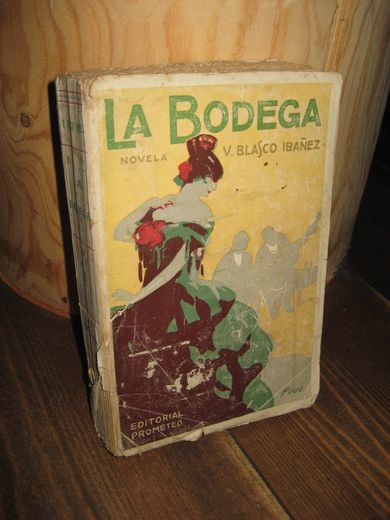 LA BODEGA
NOVELA V. BLASCO IBAÑEZ
EDITORIAL
PROMETEO